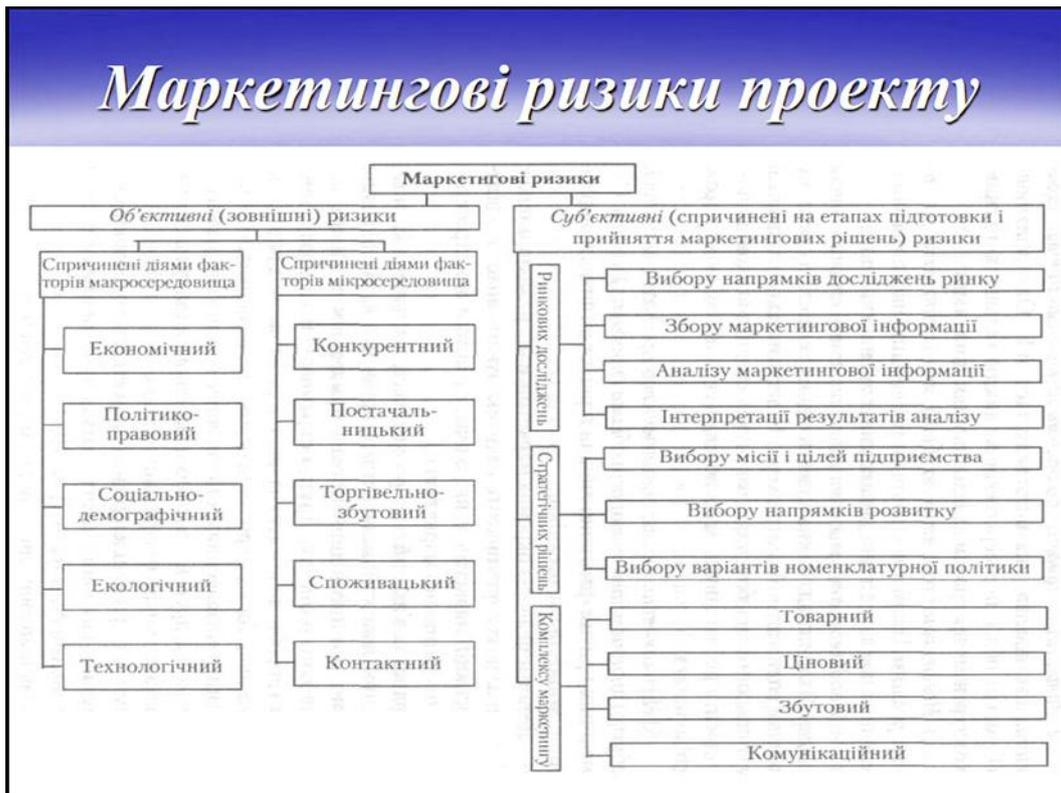 Маркетингові ризики проекту
Маркетингові ризики
Об'єктивні (зовнішні) ризики
Спричинені діями фак-
торів макросередовища
Економічний
Політико-
правовий
Соціально-
демографічний
Екологічний
Технологічний
Спричинені діями фак-
торів мікросередовища
Конкурентний
Постачаль-
ницький
Торгівельно-
збутовий
Споживацький
Контактний
Суб'єктивні (спричинені на етапах підготовки і
прийняття маркетингових рішень) ризики
Ринкових досліджень
Вибору напрямків досліджень ринку
Збору маркетингової інформації
Аналізу маркетингової інформації
Інтерпретації результатів аналізу
Стратегічних рішень
Вибору місії і цілей підприємства
Вибору напрямків розвитку
Вибору варіантів номенклатурної політики
Комплексу маркетингу
Товарний
Ціновий
Збутовий
Комунікаційний